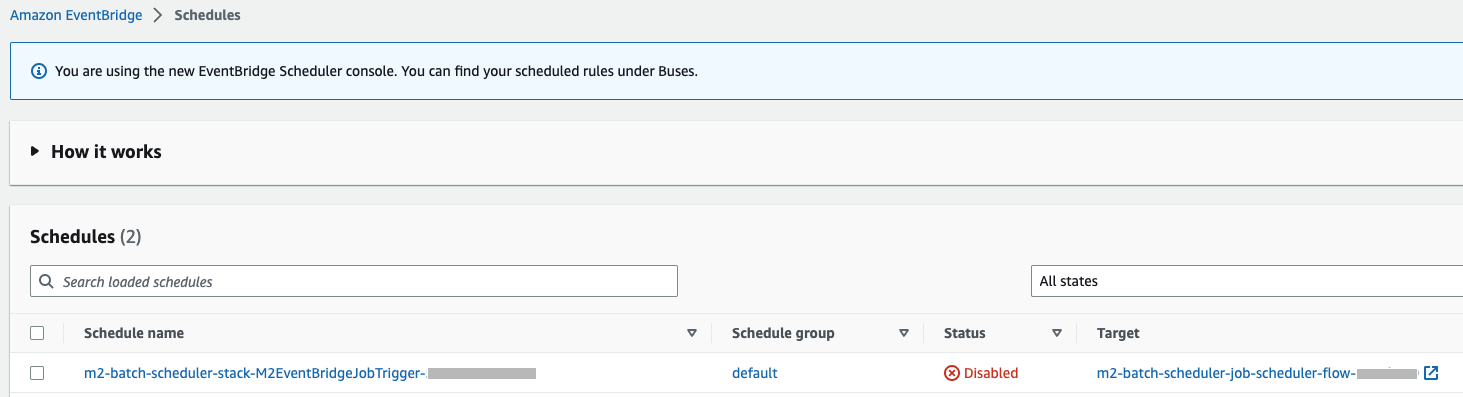 Amazon EventBridge > Schedules
You are using the new EventBridge Scheduler console. You can find your scheduled rules under Buses.
How it works
Schedules (2)
Search loaded schedules
All states
Schedule name Schedule group Status Target
m2-batch-scheduler-stack-M2EventBridgeJobTrigger- default Disabled m2-batch-scheduler-job-scheduler-flow-